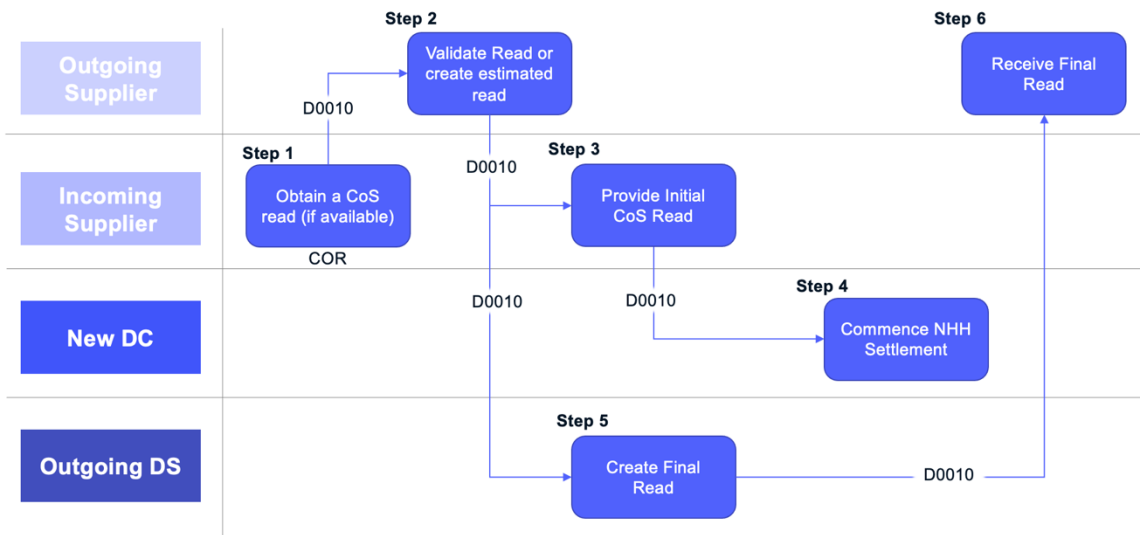 Step 2
Step 6
Outgoing
Supplier
Validate Read or
create estimated
read
Receive Final
Read
D0010
Step 1
Step 3
D0010
Incoming
Supplier
Obtain a CoS
read (if available)
Provide Initial
CoS Read
COR
D0010
D0010
Step 4
New DC
Commence NHH
Settlement
Step 5
Outgoing DS
Create Final
Read
D0010